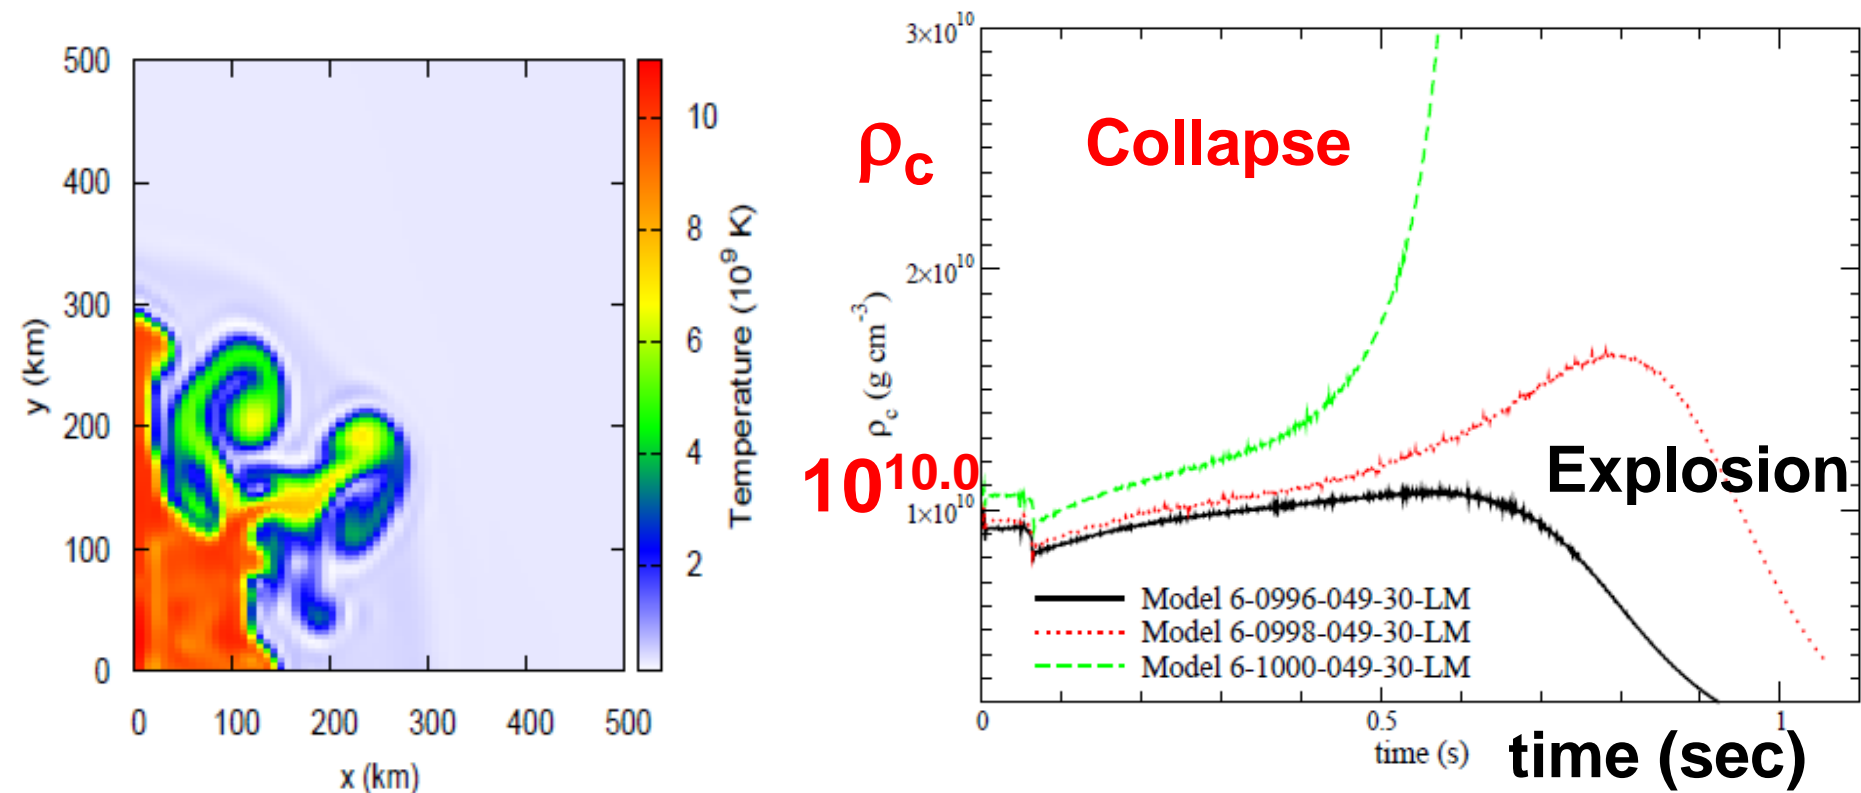 500
400
300
200
100
0
y (km)
0 100 200 300 400 500
x (km)
10
8
6
4
2
Temperature (10⁹ K)
3×10¹⁰
2×10¹⁰
1×10¹⁰
ρc (g cm⁻³)
ρc
Collapse
10¹⁰·⁰
Explosion
Model 6-0996-049-30-LM
Model 6-0998-049-30-LM
Model 6-1000-049-30-LM
0 0.5 1
time (s)
time (sec)